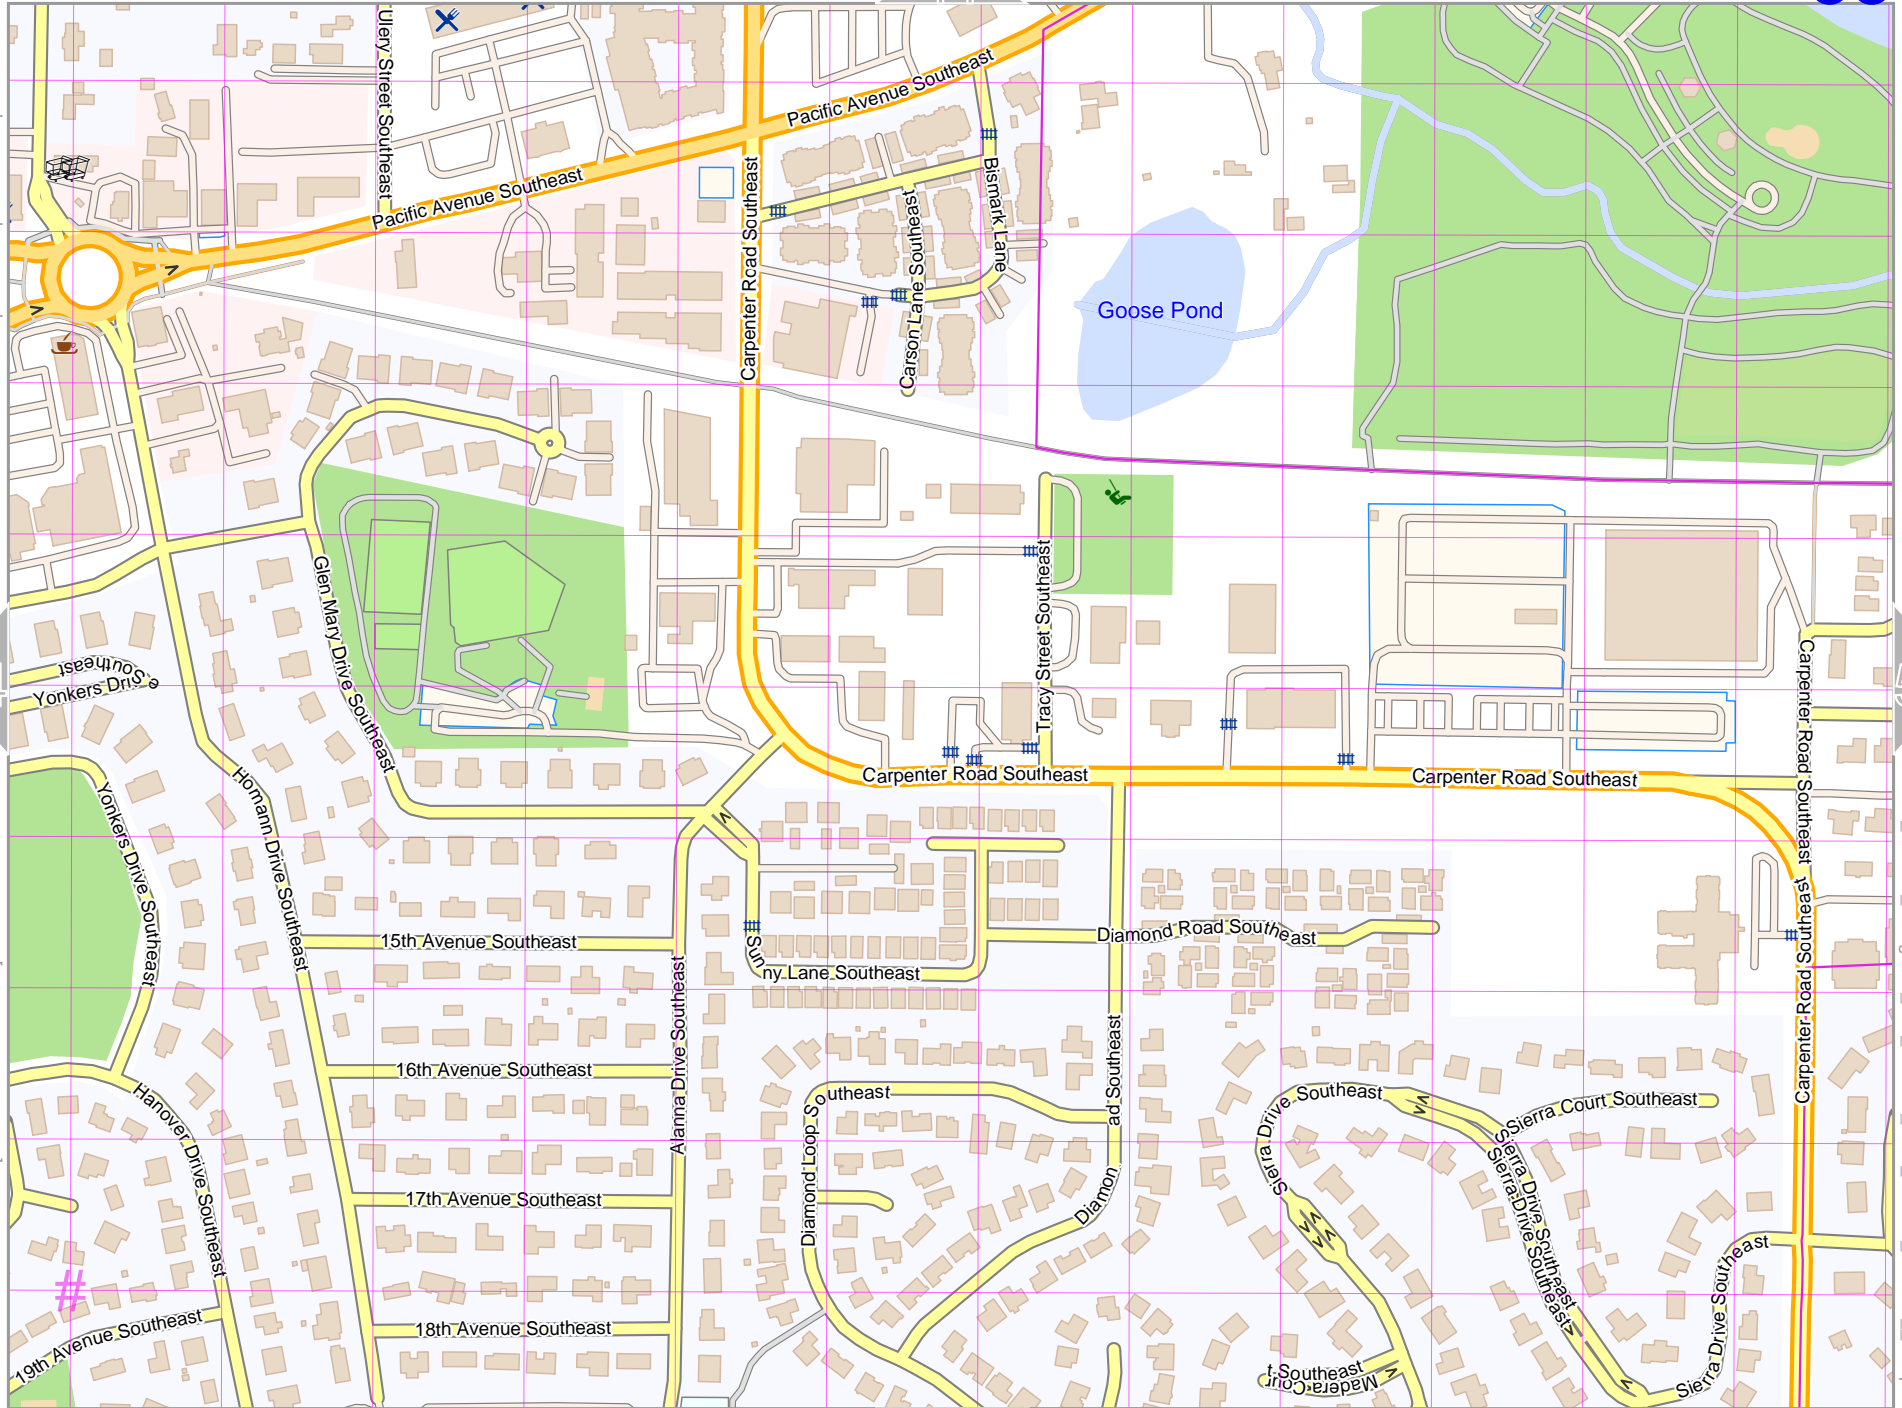 Ulery Street Southeast
Pacific Avenue Southeast
Pacific Avenue Southeast
Bismark Lane
Carpenter Road Southeast
Carson Lane Southeast
Goose Pond
Glen Mary Drive Southeast
Tracy Street Southeast
Yonkers Dri
e Southeast
Carpenter Road Southeast
Carpenter Road Southeast
Carpenter Road Southeast
Homann Drive Southeast
Yonkers Drive Southeast
15th Avenue Southeast
Sun
ny Lane Southeast
Diamond Road Southeast
Carpenter Road Southeast
Alanna Drive Southeast
16th Avenue Southeast
ad Southeast
Diamon
Hanover Drive Southeast
Diamond Loop Southeast
Sierra Drive Southeast
Sierra Court Southeast
Sierra Drive Southeast
Sierra Drive Southeast
17th Avenue Southeast
Sierra Drive Southeast
#
19th Avenue Southeast
18th Avenue Southeast
Madera Court Southeast